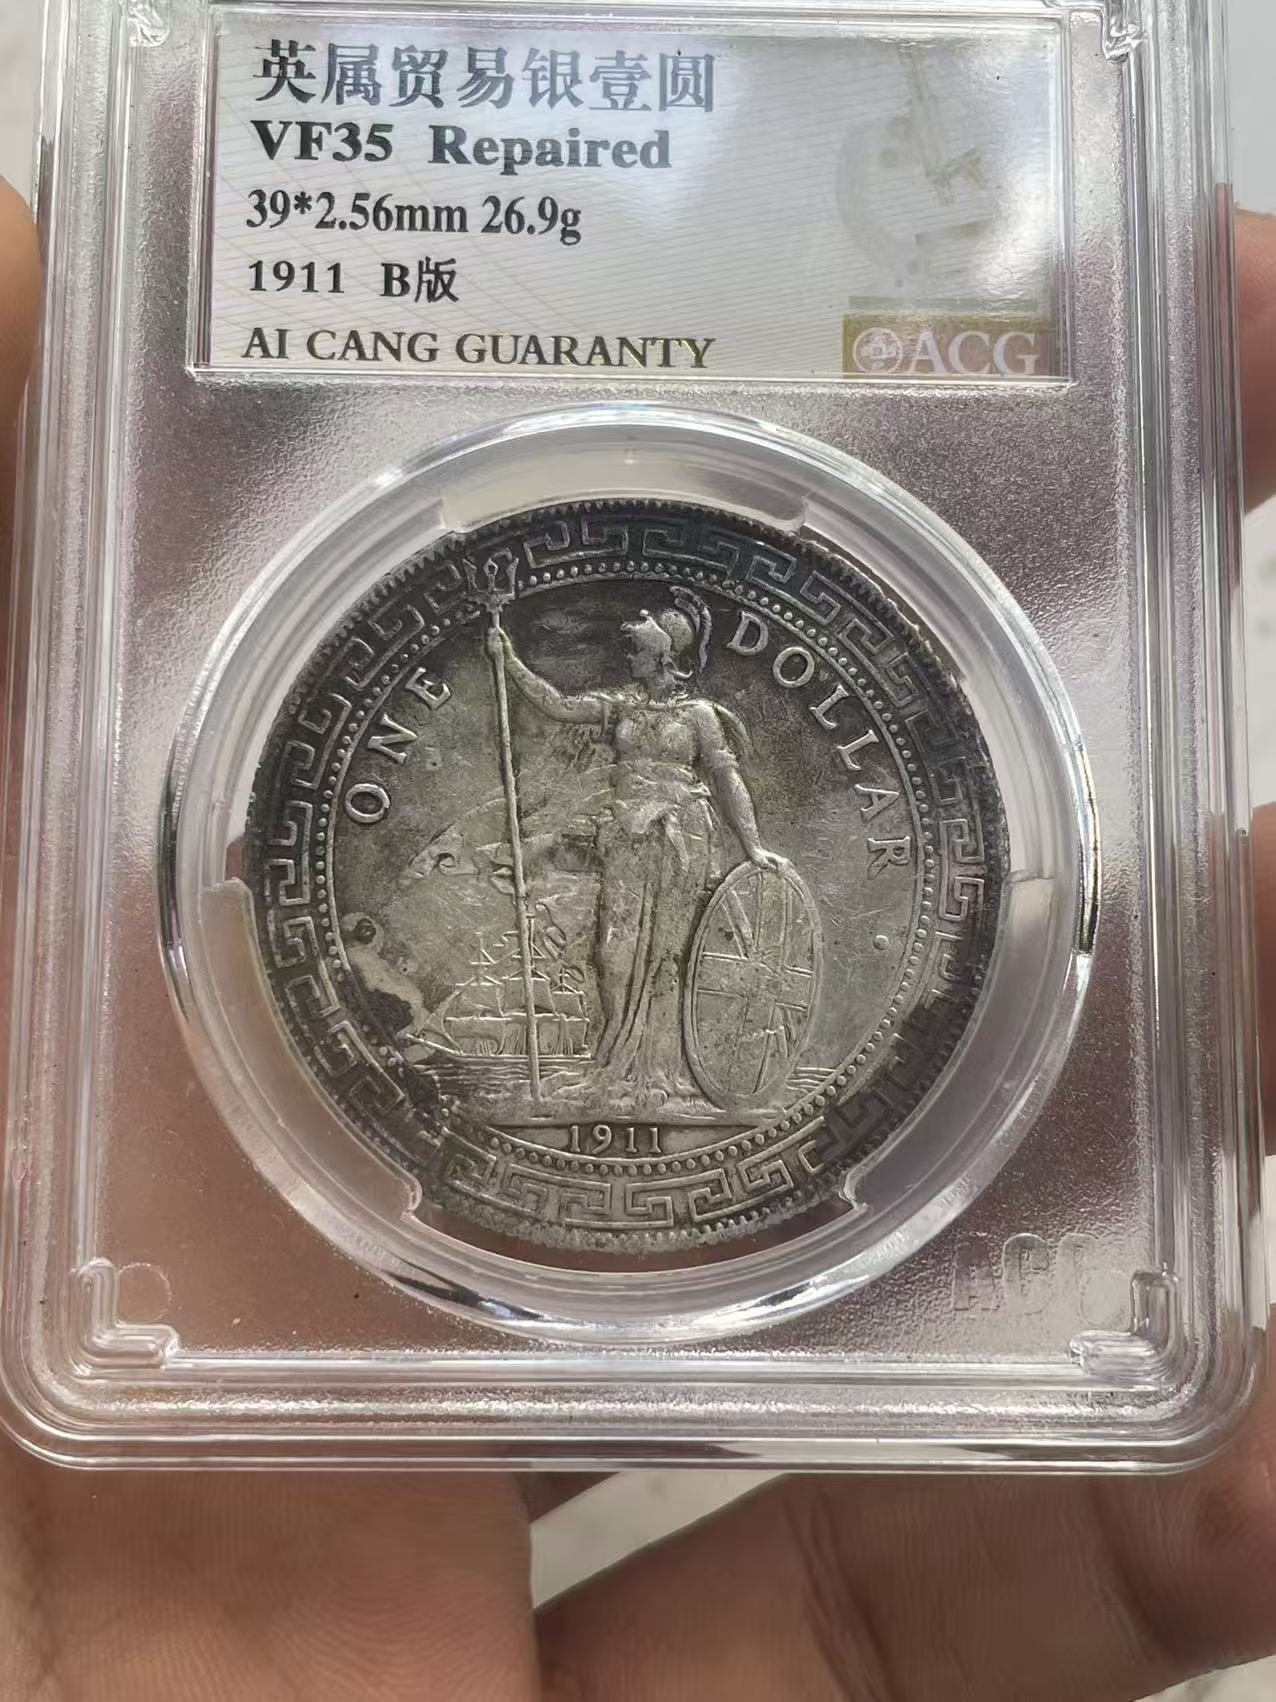 英属贸易银壹圆
VF35 Repaired
39*2.56mm 26.9g
1911 B版
AI CANG GUARANTY
ACG
ONE DOLLAR
1911
ACG